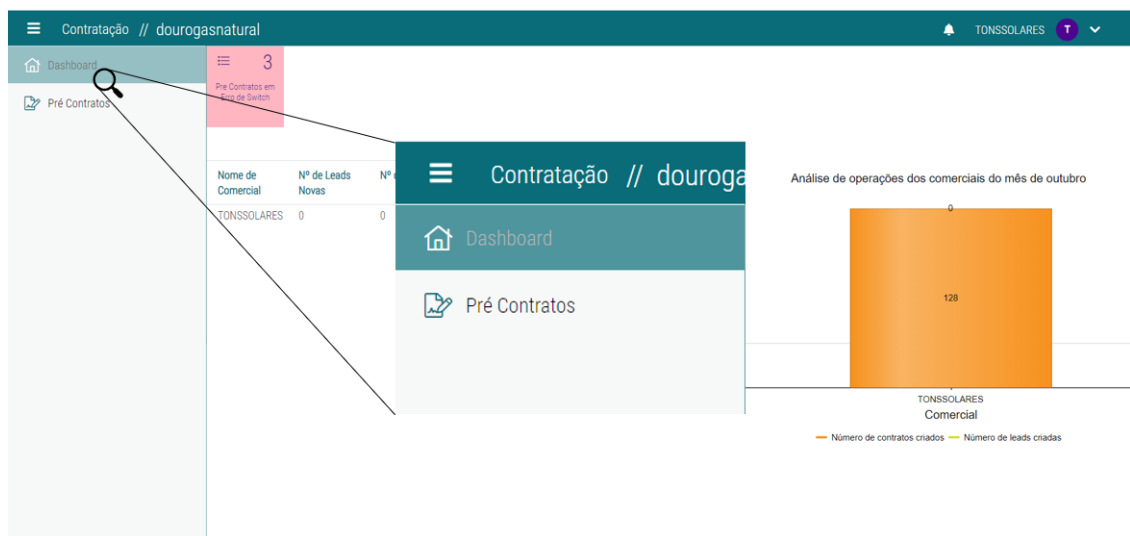 Contratação // dourogasnatural
TONSSOLARES T
Dashboard
Pré Contratos
3
Pre Contratos em
Erro de Switch
Nome de Comercial
Nº de Leads Novas
Nº
TONSSOLARES 0 0
Contratação // douroga
Dashboard
Pré Contratos
Análise de operações dos comerciais do mês de outubro
0
128
TONSSOLARES
Comercial
Número de contratos criados Número de leads criadas